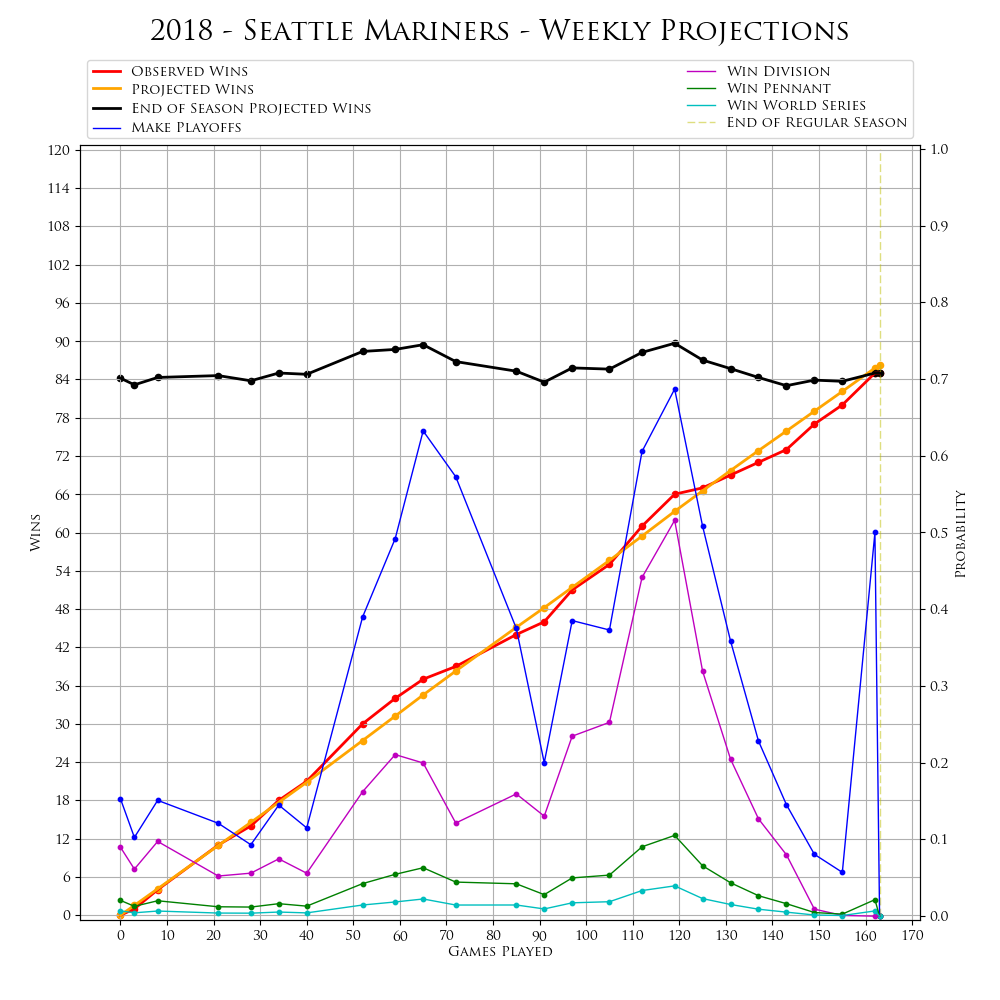 2018 - Seattle Mariners - Weekly Projections
Observed Wins
Projected Wins
End of Season Projected Wins
Make Playoffs
Win Division
Win Pennant
Win World Series
End of Regular Season
120
114
108
102
96
90
84
78
72
66
60
54
48
42
36
30
24
18
12
6
0
Wins
1.0
0.9
0.8
0.7
0.6
0.5
0.4
0.3
0.2
0.1
0.0
Probability
0 10 20 30 40 50 60 70 80 90 100 110 120 130 140 150 160 170
Games Played